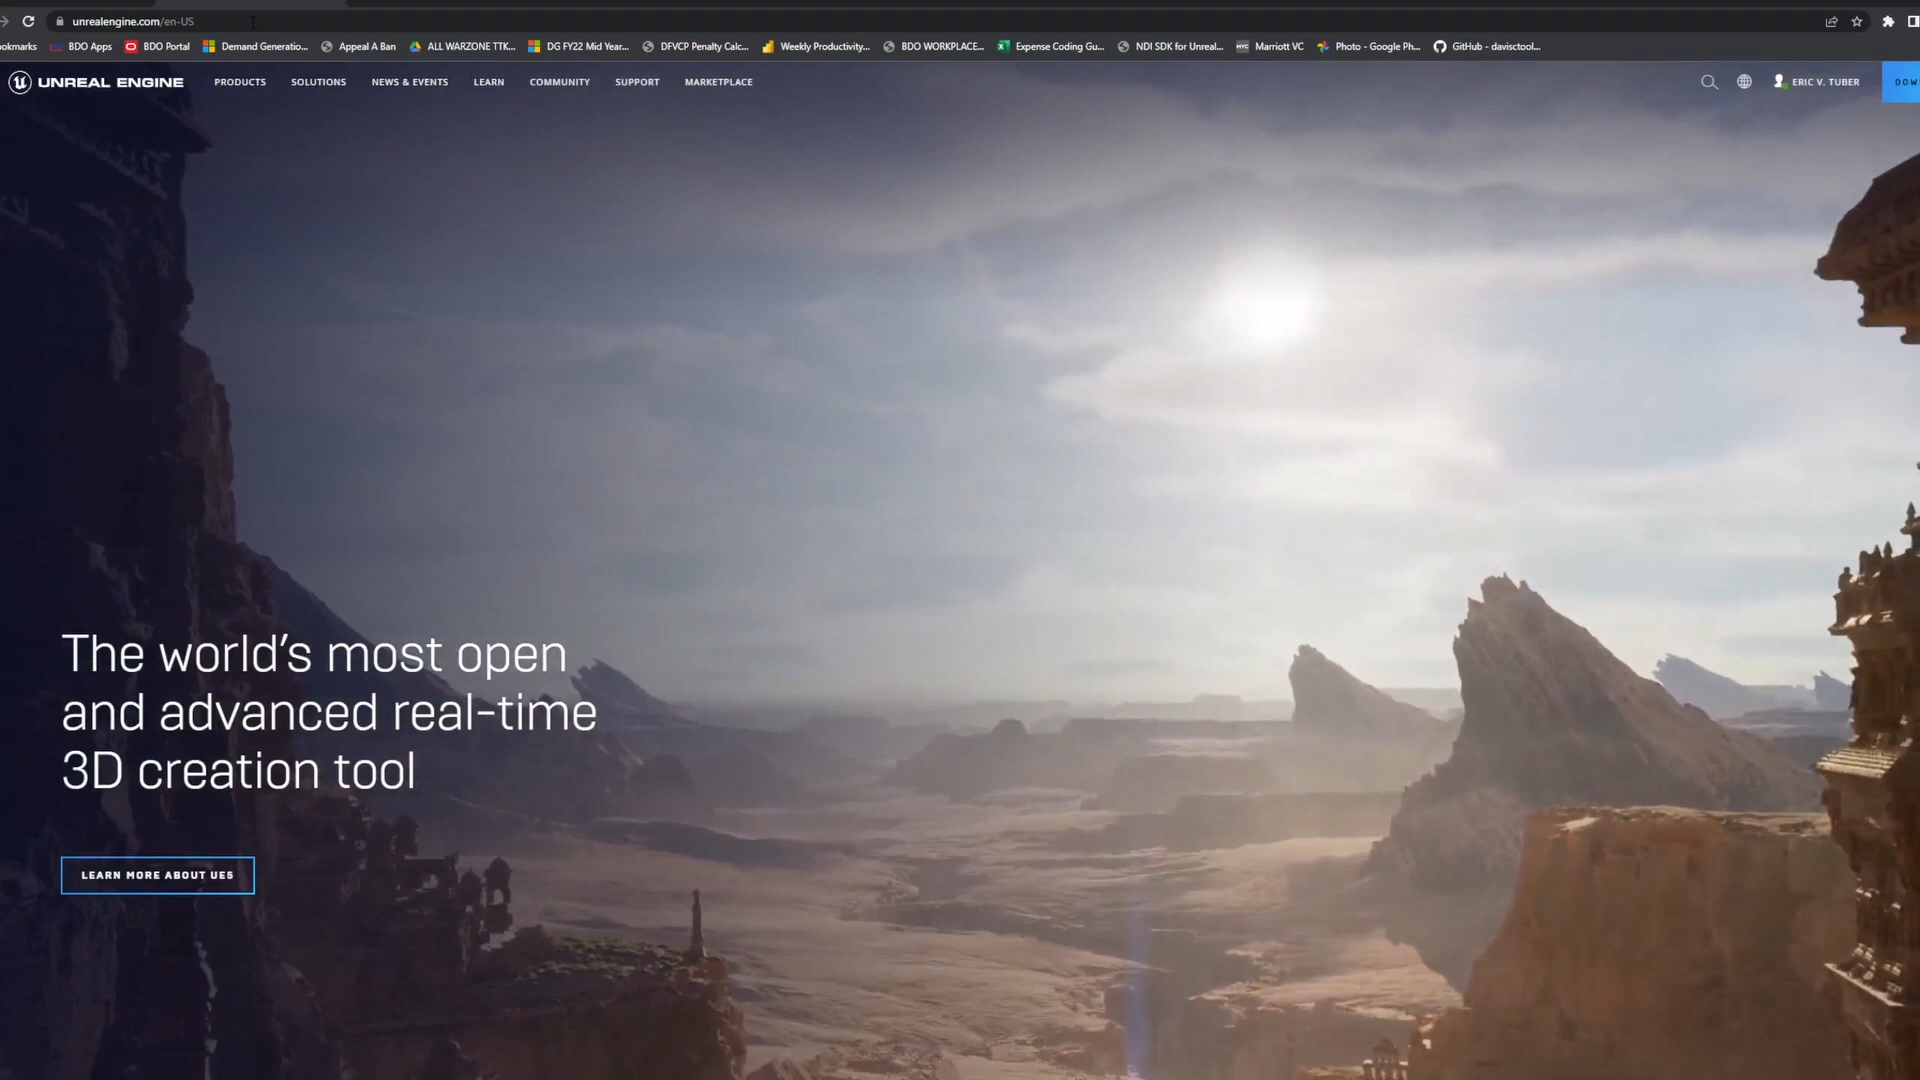 unrealengine.com/en-US
ookmarks BDO Apps BDO Portal Demand Generatio... Appeal A Ban ALL WARZONE TTK... DG FY22 Mid Year... DFVCP Penalty Calc... Weekly Productivity... BDO WORKPLACE... Expense Coding Gu... NDI SDK for Unreal... Marriott VC Photo - Google Ph... GitHub - davisctool...
UNREAL ENGINE PRODUCTS SOLUTIONS NEWS & EVENTS LEARN COMMUNITY SUPPORT MARKETPLACE ERIC V. TUBER DOW
The world's most open
and advanced real-time
3D creation tool
LEARN MORE ABOUT UE5